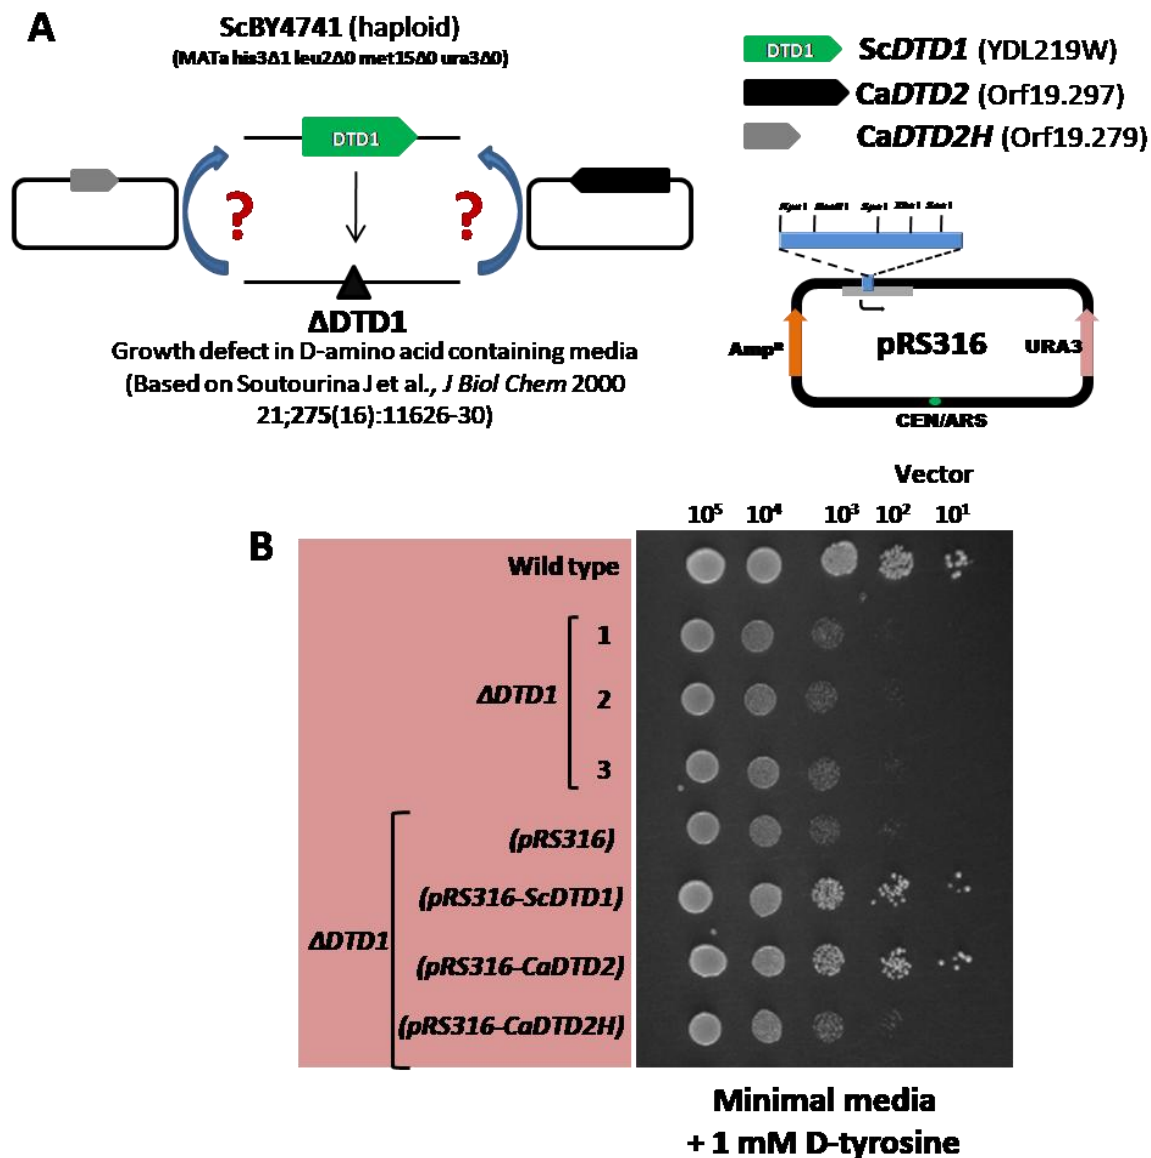 A
ScBY4741 (haploid)
(MATa his3Δ1 leu2Δ0 met15Δ0 ura3Δ0)
DTD1
?
?
ΔDTD1
Growth defect in D-amino acid containing media
(Based on Soutourina J et al., J Biol Chem 2000
21;275(16):11626-30)
DTD1 ScDTD1 (YDL219W)
CaDTD2 (Orf19.297)
CaDTD2H (Orf19.279)
Amp
pRS316
URA3
CEN/ARS
Vector
10⁵ 10⁴ 10³ 10² 10¹
B
Wild type
1
ΔDTD1 2
3
(pRS316)
(pRS316-ScDTD1)
ΔDTD1
(pRS316-CaDTD2)
(pRS316-CaDTD2H)
Minimal media
+ 1 mM D-tyrosine